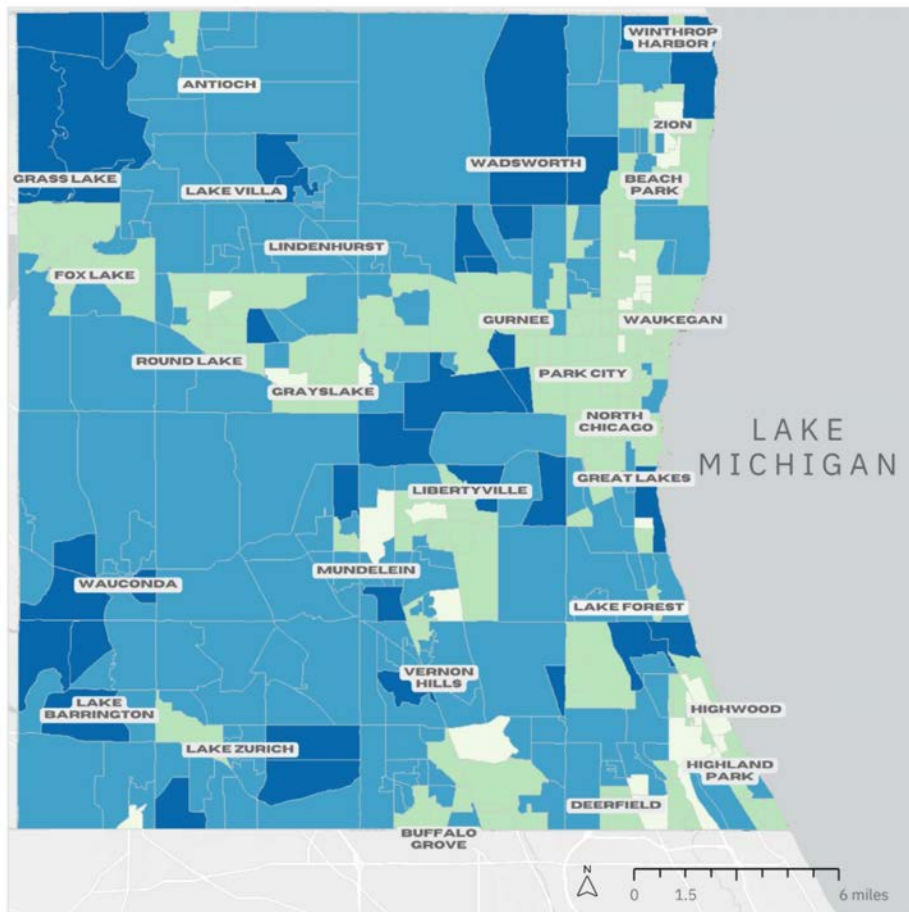 WINTHROP
HARBOR
ANTIOCH
ZION
WADSWORTH
GRASS LAKE
LAKE VILLA
BEACH
PARK
LINDENHURST
FOX LAKE
GURNEE
WAUKEGAN
ROUND LAKE
PARK CITY
GRAYSLAKE
NORTH
CHICAGO
LAKE
MICHIGAN
GREAT LAKES
LIBERTYVILLE
MUNDELEIN
WAUCONDA
LAKE FOREST
VERNON
HILLS
LAKE
BARRINGTON
HIGHWOOD
LAKE ZURICH
HIGHLAND
PARK
DEERFIELD
BUFFALO
GROVE
N
0 1.5 6 miles